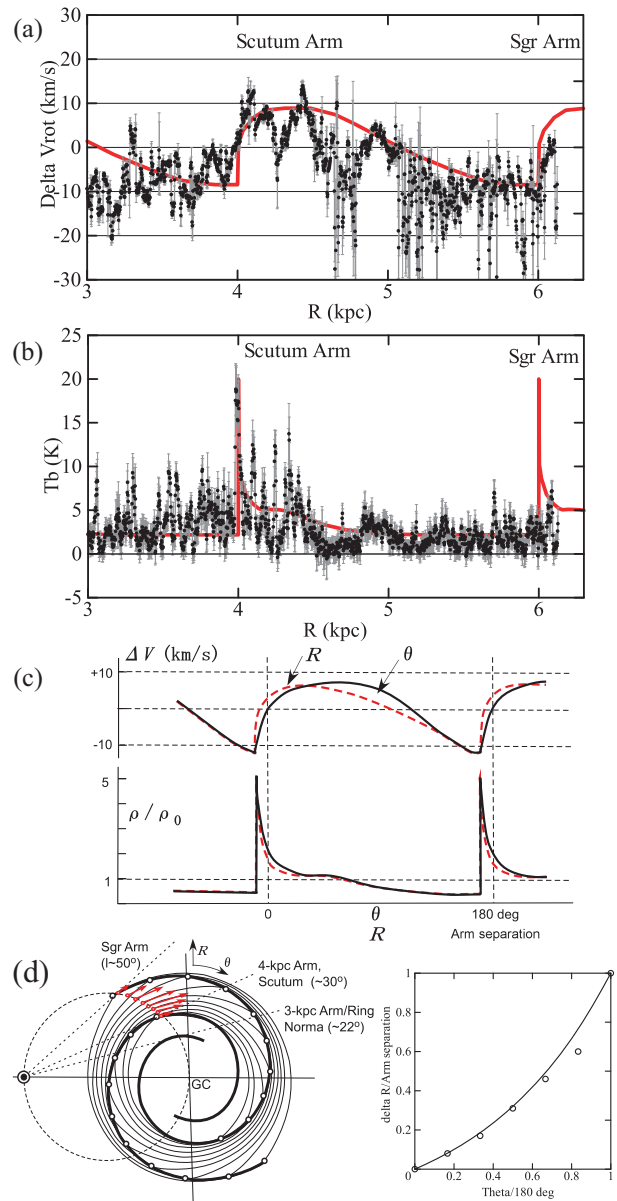 (a)
30
20
10
0
-10
-20
-30
Delta Vrot (km/s)
Scutum Arm
Sgr Arm
3
4
5
6
R (kpc)
(b)
25
20
15
10
5
0
-5
Tb (K)
Scutum Arm
Sgr Arm
3
4
5
6
R (kpc)
(c)
ΔV (km/s)
R
θ
+10
-10
5
ρ/ρ0
1
0
θ
180 deg
R
Arm separation
(d)
Sgr Arm
(l~50º)
R
θ
4-kpc Arm,
Scutum (~30º)
3-kpc Arm/Ring
Norma (~22º)
GC
delta R/Arm separation
1
0.8
0.6
0.4
0.2
0
0.2
0.4
0.6
0.8
1
Theta/180 deg